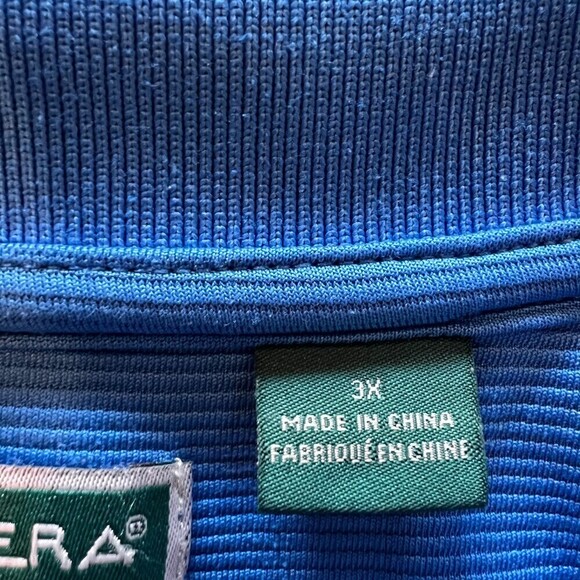 3X
MADE IN CHINA
FABRIQUÉ EN CHINE
ERA®